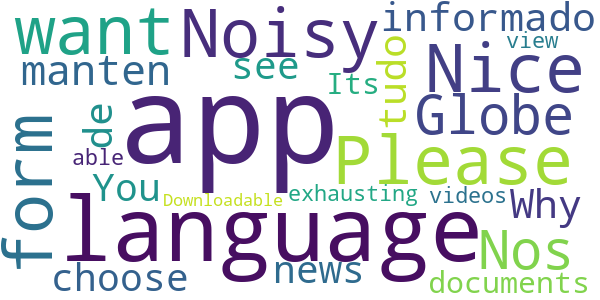 want
Noisy
informado
manten
see
tudo
view
Its
Nice
de
app
Globe
form
able
Please
You
Downloadable
exhausting
videos
Why
language
choose
news
Nos
documents